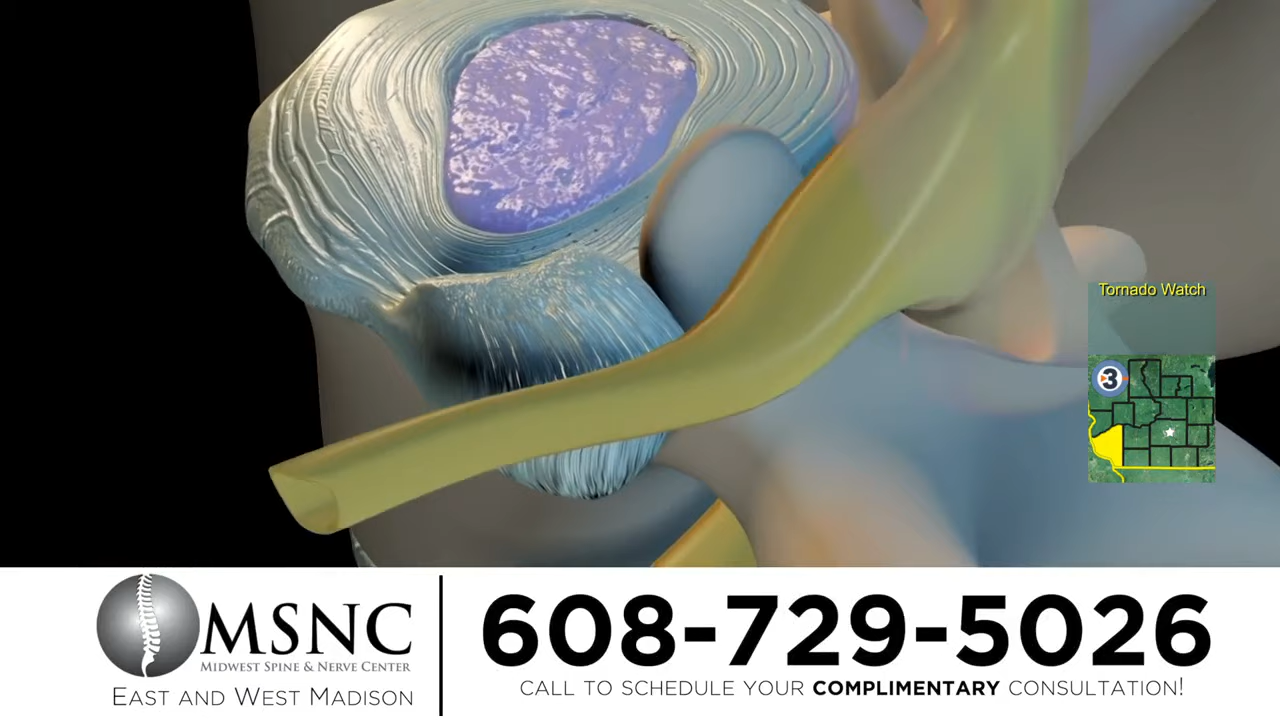 Tornado Watch
3
MSNC
MIDWEST SPINE & NERVE CENTER
EAST AND WEST MADISON
608-729-5026
CALL TO SCHEDULE YOUR COMPLIMENTARY CONSULTATION!